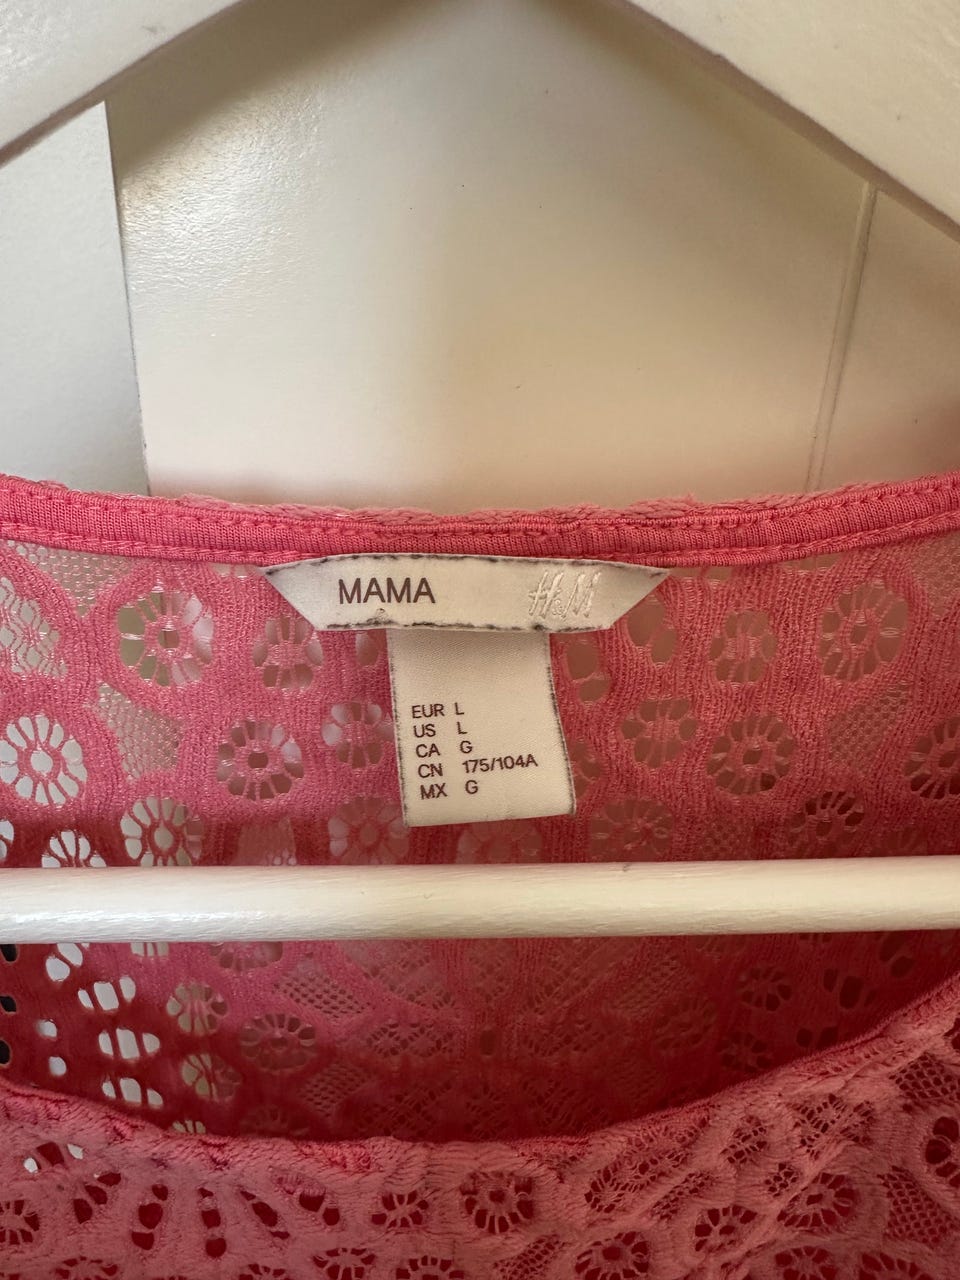 MAMA H&M
EUR L
US L
CA G
CN 175/104A
MX G